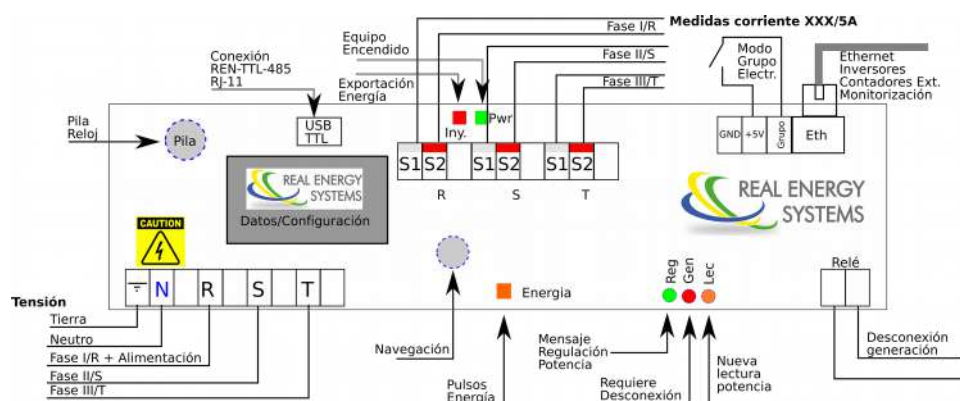 Medidas corriente XXX/5A
Fase I/R
Fase II/S
Fase III/T
Equipo
Encendido
Exportación
Energía
Conexión
REN-TTL-485
RJ-11
Modo
Grupo
Electr.
Ethernet
Inversores
Contadores Ext.
Monitorización
Pila
Reloj
Pila
USB
TTL
Iny.
Pwr
S1 S2 S1 S2 S1 S2
R S T
GND +5V Grupo Eth
REAL ENERGY
SYSTEMS
Datos/Configuración
REAL ENERGY
SYSTEMS
CAUTION
N R S T
Energia
Reg
Gen
Lec
Relé
Tensión
Tierra
Neutro
Fase I/R + Alimentación
Fase II/S
Fase III/T
Navegación
Pulsos
Energía
Mensaje
Regulación
Potencia
Requiere
Desconexión
Nueva
lectura
potencia
Desconexión
generación